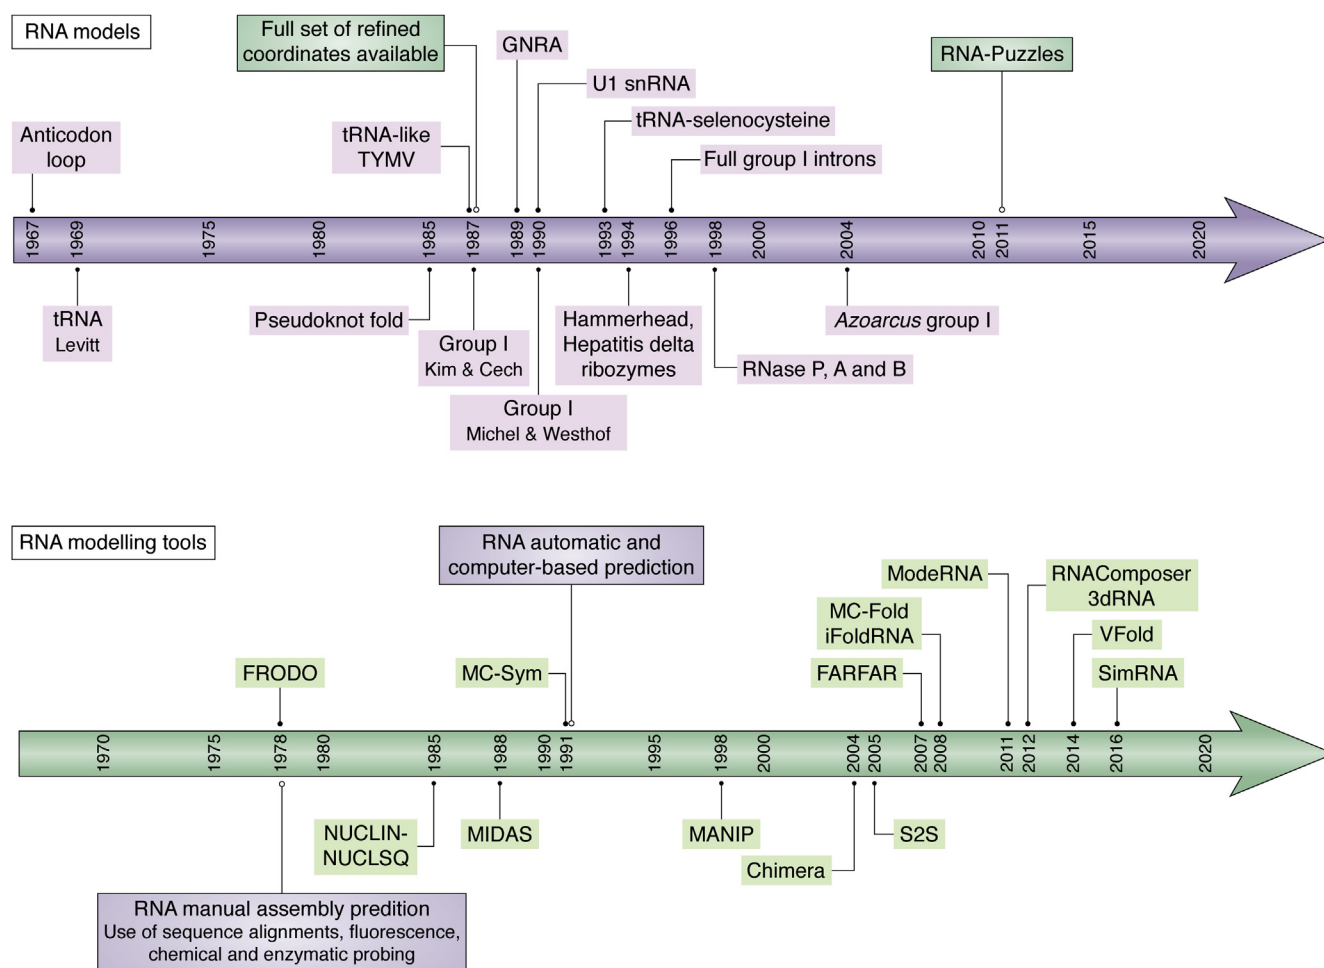 RNA models
Full set of refined
coordinates available
GNRA
RNA-Puzzles
U1 snRNA
Anticodon
loop
tRNA-like
TYMV
tRNA-selenocysteine
Full group I introns
1967
1969
1975
1980
1985
1987
1989
1990
1993
1994
1996
1998
2000
2004
2010
2011
2015
2020
tRNA
Levitt
Pseudoknot fold
Group I
Kim & Cech
Group I
Michel & Westhof
Hammerhead,
Hepatitis delta
ribozymes
RNase P, A and B
Azoarcus group I
RNA modelling tools
RNA automatic and
computer-based prediction
ModeRNA
RNAComposer
3dRNA
MC-Fold
iFoldRNA
VFold
FRODO
MC-Sym
FARFAR
SimRNA
1970
1975
1978
1980
1985
1988
1990
1991
1995
1998
2000
2004
2005
2007
2008
2011
2012
2014
2016
2020
NUCLIN-
NUCLSQ
MIDAS
MANIP
Chimera
S2S
RNA manual assembly predition
Use of sequence alignments, fluorescence,
chemical and enzymatic probing